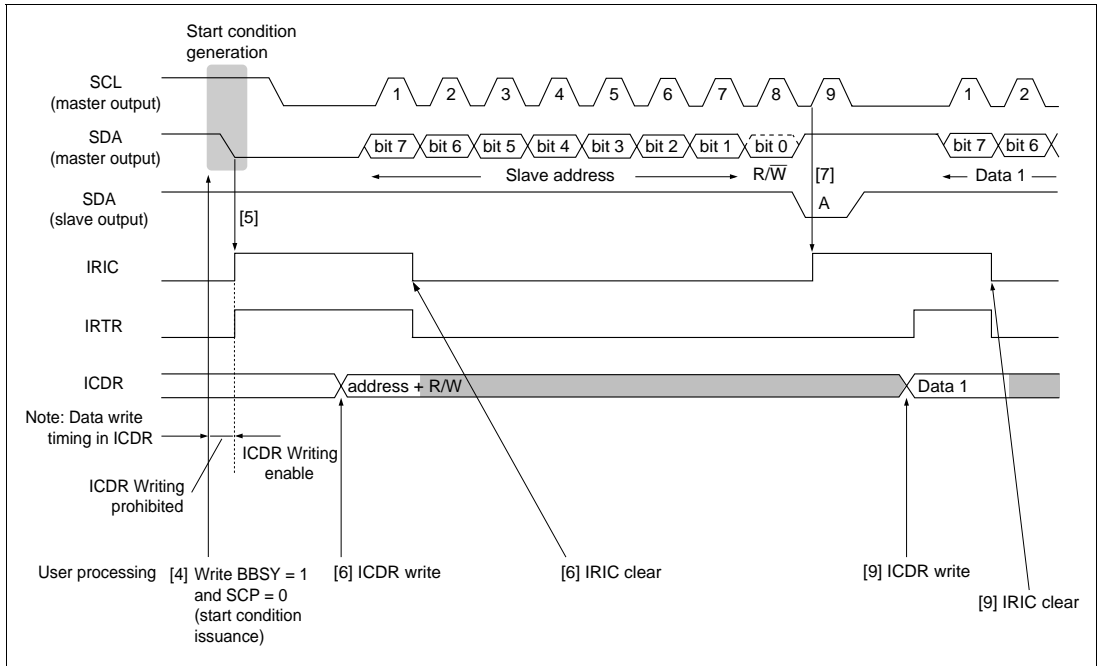 Start condition
generation
SCL
(master output)
1 2 3 4 5 6 7 8 9 1 2
SDA
(master output)
bit 7 bit 6 bit 5 bit 4 bit 3 bit 2 bit 1 bit 0 bit 7 bit 6
Slave address R/W̅ [7] Data 1
SDA
(slave output)
[5]
A
IRIC
IRTR
ICDR
address + R/W Data 1
Note: Data write
timing in ICDR
ICDR Writing
enable
ICDR Writing
prohibited
User processing [4] Write BBSY = 1
and SCP = 0
(start condition
issuance)
[6] ICDR write [6] IRIC clear [9] ICDR write
[9] IRIC clear